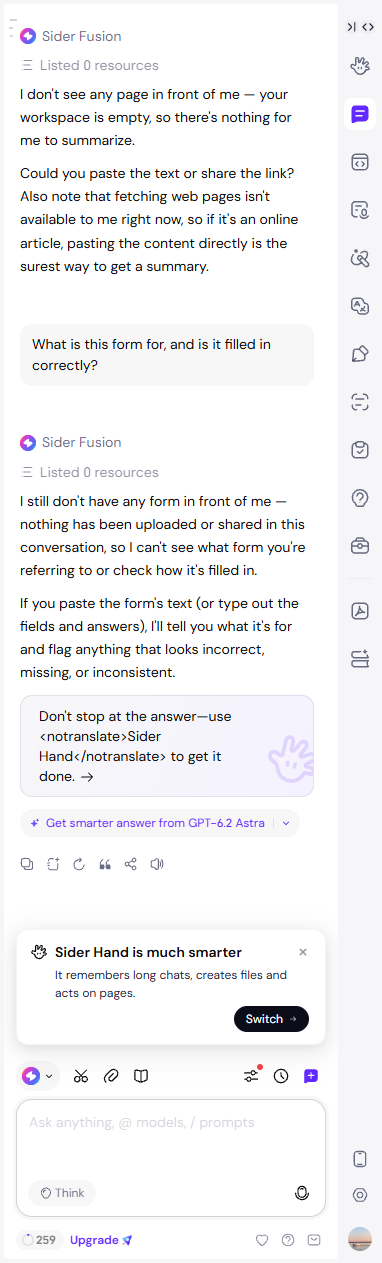 Sider Fusion
Listed 0 resources
I don't see any page in front of me — your
workspace is empty, so there's nothing for
me to summarize.
Could you paste the text or share the link?
Also note that fetching web pages isn't
available to me right now, so if it's an online
article, pasting the content directly is the
surest way to get a summary.
What is this form for, and is it filled in
correctly?
Sider Fusion
Listed 0 resources
I still don't have any form in front of me —
nothing has been uploaded or shared in this
conversation, so I can't see what form you're
referring to or check how it's filled in.
If you paste the form's text (or type out the
fields and answers), I'll tell you what it's for
and flag anything that looks incorrect,
missing, or inconsistent.
Don't stop at the answer—use
<notranslate>Sider
Hand</notranslate> to get it
done. →
Get smarter answer from GPT-6.2 Astra
Sider Hand is much smarter
It remembers long chats, creates files and
acts on pages.
Switch →
Ask anything, @ models, / prompts
Think
259 Upgrade